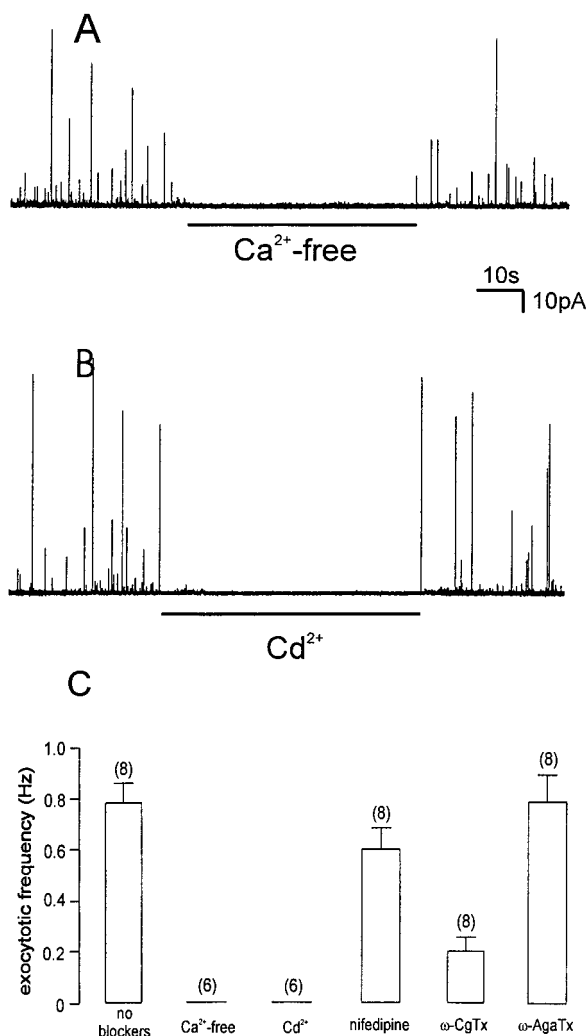 A
Ca²⁺-free
10s
10pA
B
Cd²⁺
C
exocytotic frequency (Hz)
1.0
0.8
0.6
0.4
0.2
0
(8)
(6)
(6)
(8)
(8)
(8)
no blockers
Ca²⁺-free
Cd²⁺
nifedipine
ω-CgTx
ω-AgaTx